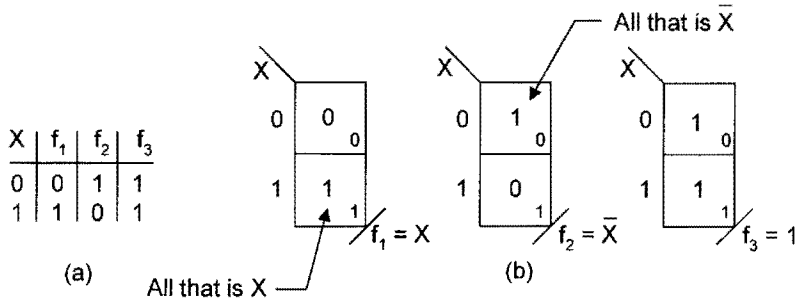 All that is X̄
X
X
X
0 0 0
0 1 0
0 1 0
X f₁ f₂ f₃
0 0 1 1
1 1 0 1
1 1 1
1 0 1
1 1 1
f₁ = X
f₂ = X̄
f₃ = 1
(a)
(b)
All that is X